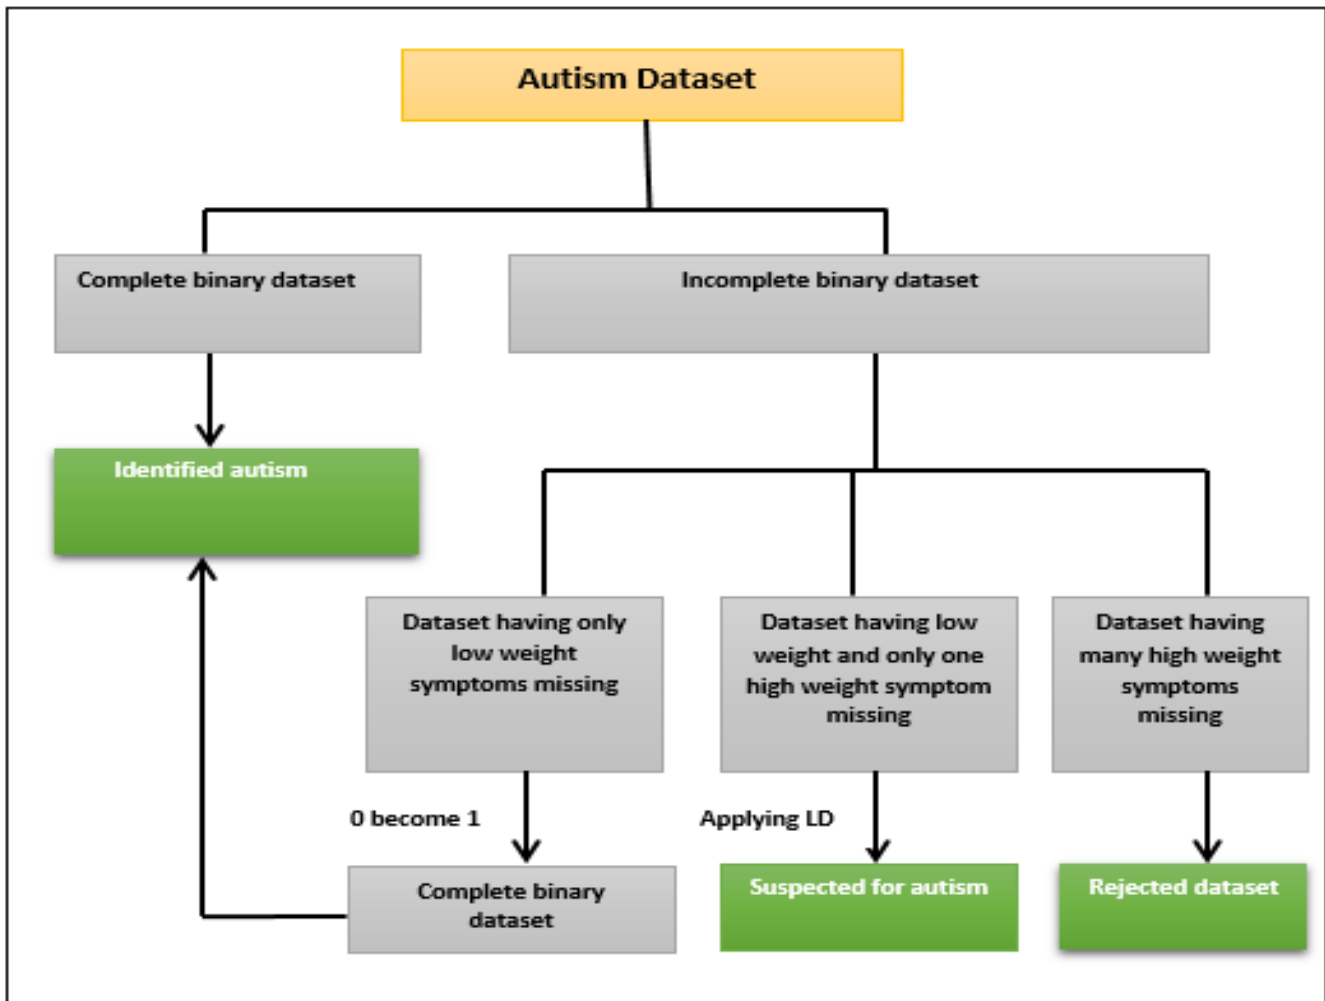 Autism Dataset
Complete binary dataset
Incomplete binary dataset
Identified autism
Dataset having only
low weight
symptoms missing
Dataset having low
weight and only one
high weight symptom
missing
Dataset having
many high weight
symptoms
missing
0 become 1
Applying LD
Complete binary
dataset
Suspected for autism
Rejected dataset